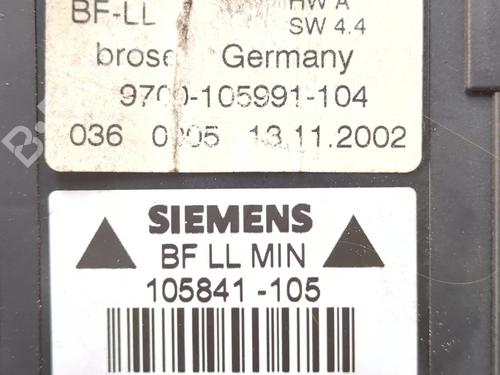 BF-LL HW A
SW 4.4
brose Germany
9700-105991-104
036 0005 13.11.2002
SIEMENS
BF LL MIN
105841-105